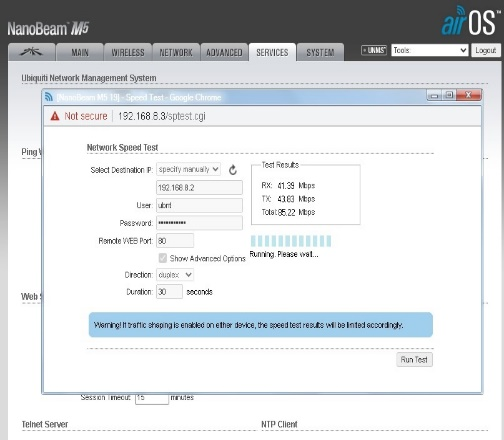 NanoBeam M5
airOS™
MAIN WIRELESS NETWORK ADVANCED SERVICES SYSTEM UNMS Tools: Logout
Ubiquiti Network Management System
[NanoBeam M5 19] - Speed Test - Google Chrome
Not secure 192.168.8.3/sptest.cgi
Ping W
Network Speed Test
Select Destination IP: specify manually
192.168.8.2
User: ubnt
Password: ••••••••••
Remote WEB Port: 80
Show Advanced Options
Direction: duplex
Duration: 30 seconds
Test Results
RX: 41.39 Mbps
TX: 43.83 Mbps
Total: 85.22 Mbps
Running. Please wait...
Web S
Warning! If traffic shaping is enabled on either device, the speed test results will be limited accordingly.
Run Test
Session Timeout: 15 minutes
Telnet Server NTP Client